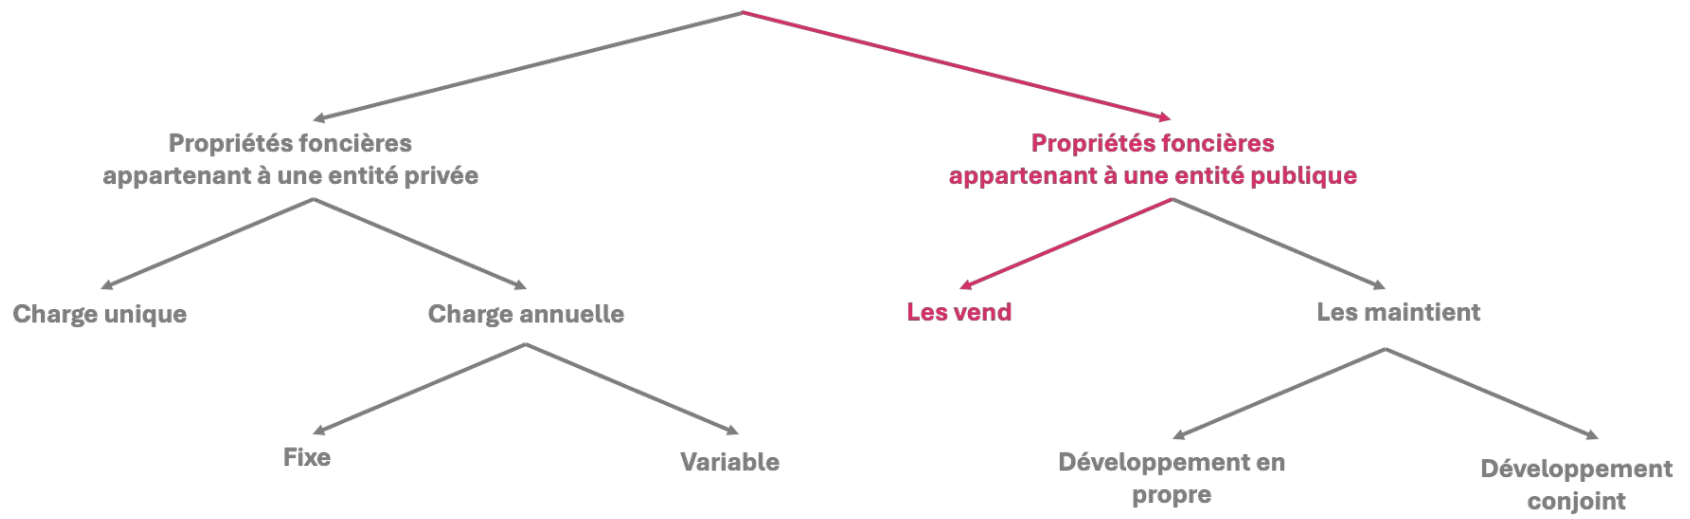 Propriétés foncières
appartenant à une entité privée
Propriétés foncières
appartenant à une entité publique
Charge unique
Charge annuelle
Les vend
Les maintient
Fixe
Variable
Développement en
propre
Développement
conjoint